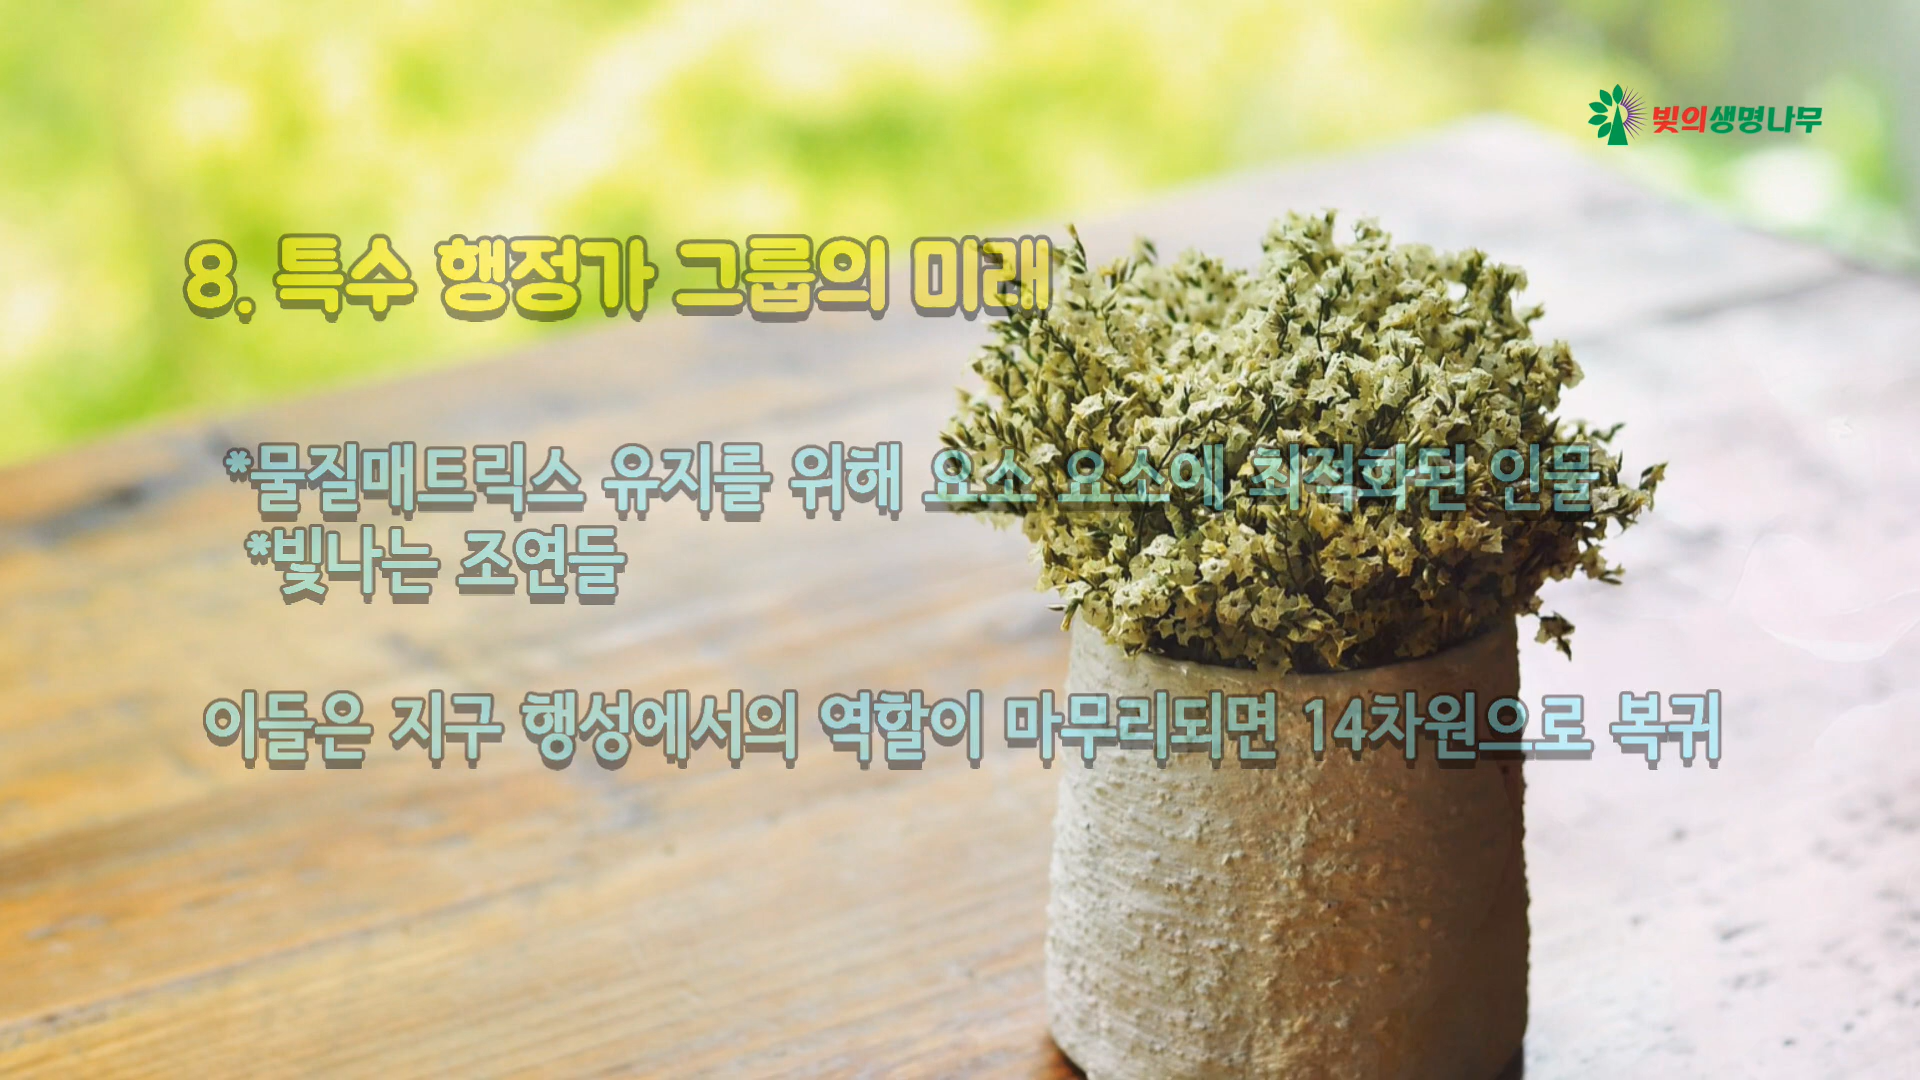 빛의생명나무
8. 특수 행정가 그룹의 미래
*물질매트릭스 유지를 위해 요소 요소에 최적화된 인물
*빛나는 조연들
이들은 지구 행성에서의 역할이 마무리되면 14차원으로 복귀